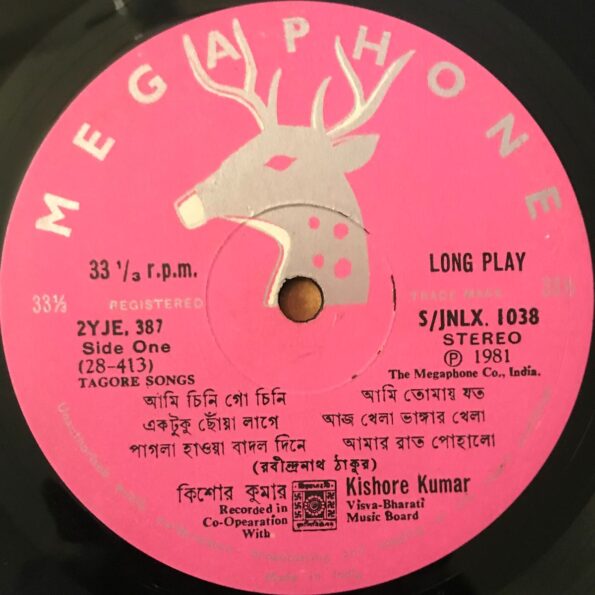 MEGAPHONE
33 1/3 r.p.m.
LONG PLAY
33⅓ REGISTERED TRADE MARK 33⅓
2YJE. 387
S/JNLX. 1038
Side One
STEREO
(28-413)
Ⓟ 1981
TAGORE SONGS
The Megaphone Co., India.
আমি চিনি গো চিনি আমি তোমায় যত
একটুকু ছোঁয়া লাগে আজ খেলা ভাঙ্গার খেলা
পাগলা হাওয়া বাদল দিনে আমার রাত পোহালো
(রবীন্দ্রনাথ ঠাকুর)
কিশোর কুমার Kishore Kumar
Recorded in Visva-Bharati
Co-Opearation Music Board
With
Made in India